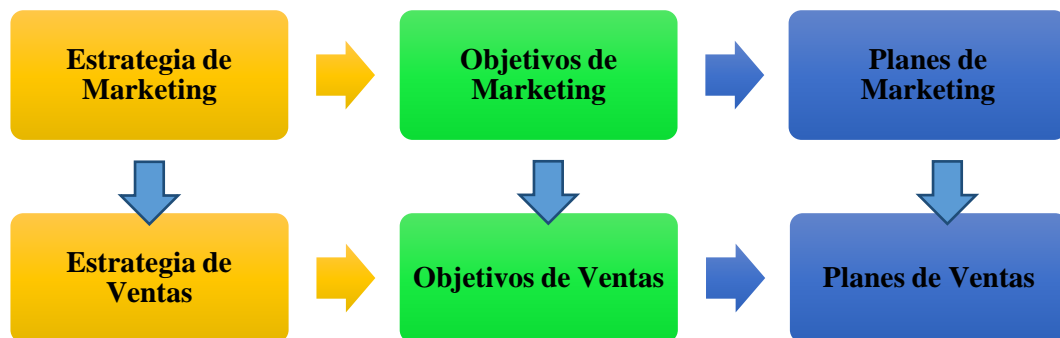 Estrategia de
Marketing
Objetivos de
Marketing
Planes de
Marketing
Estrategia de
Ventas
Objetivos de Ventas
Planes de Ventas